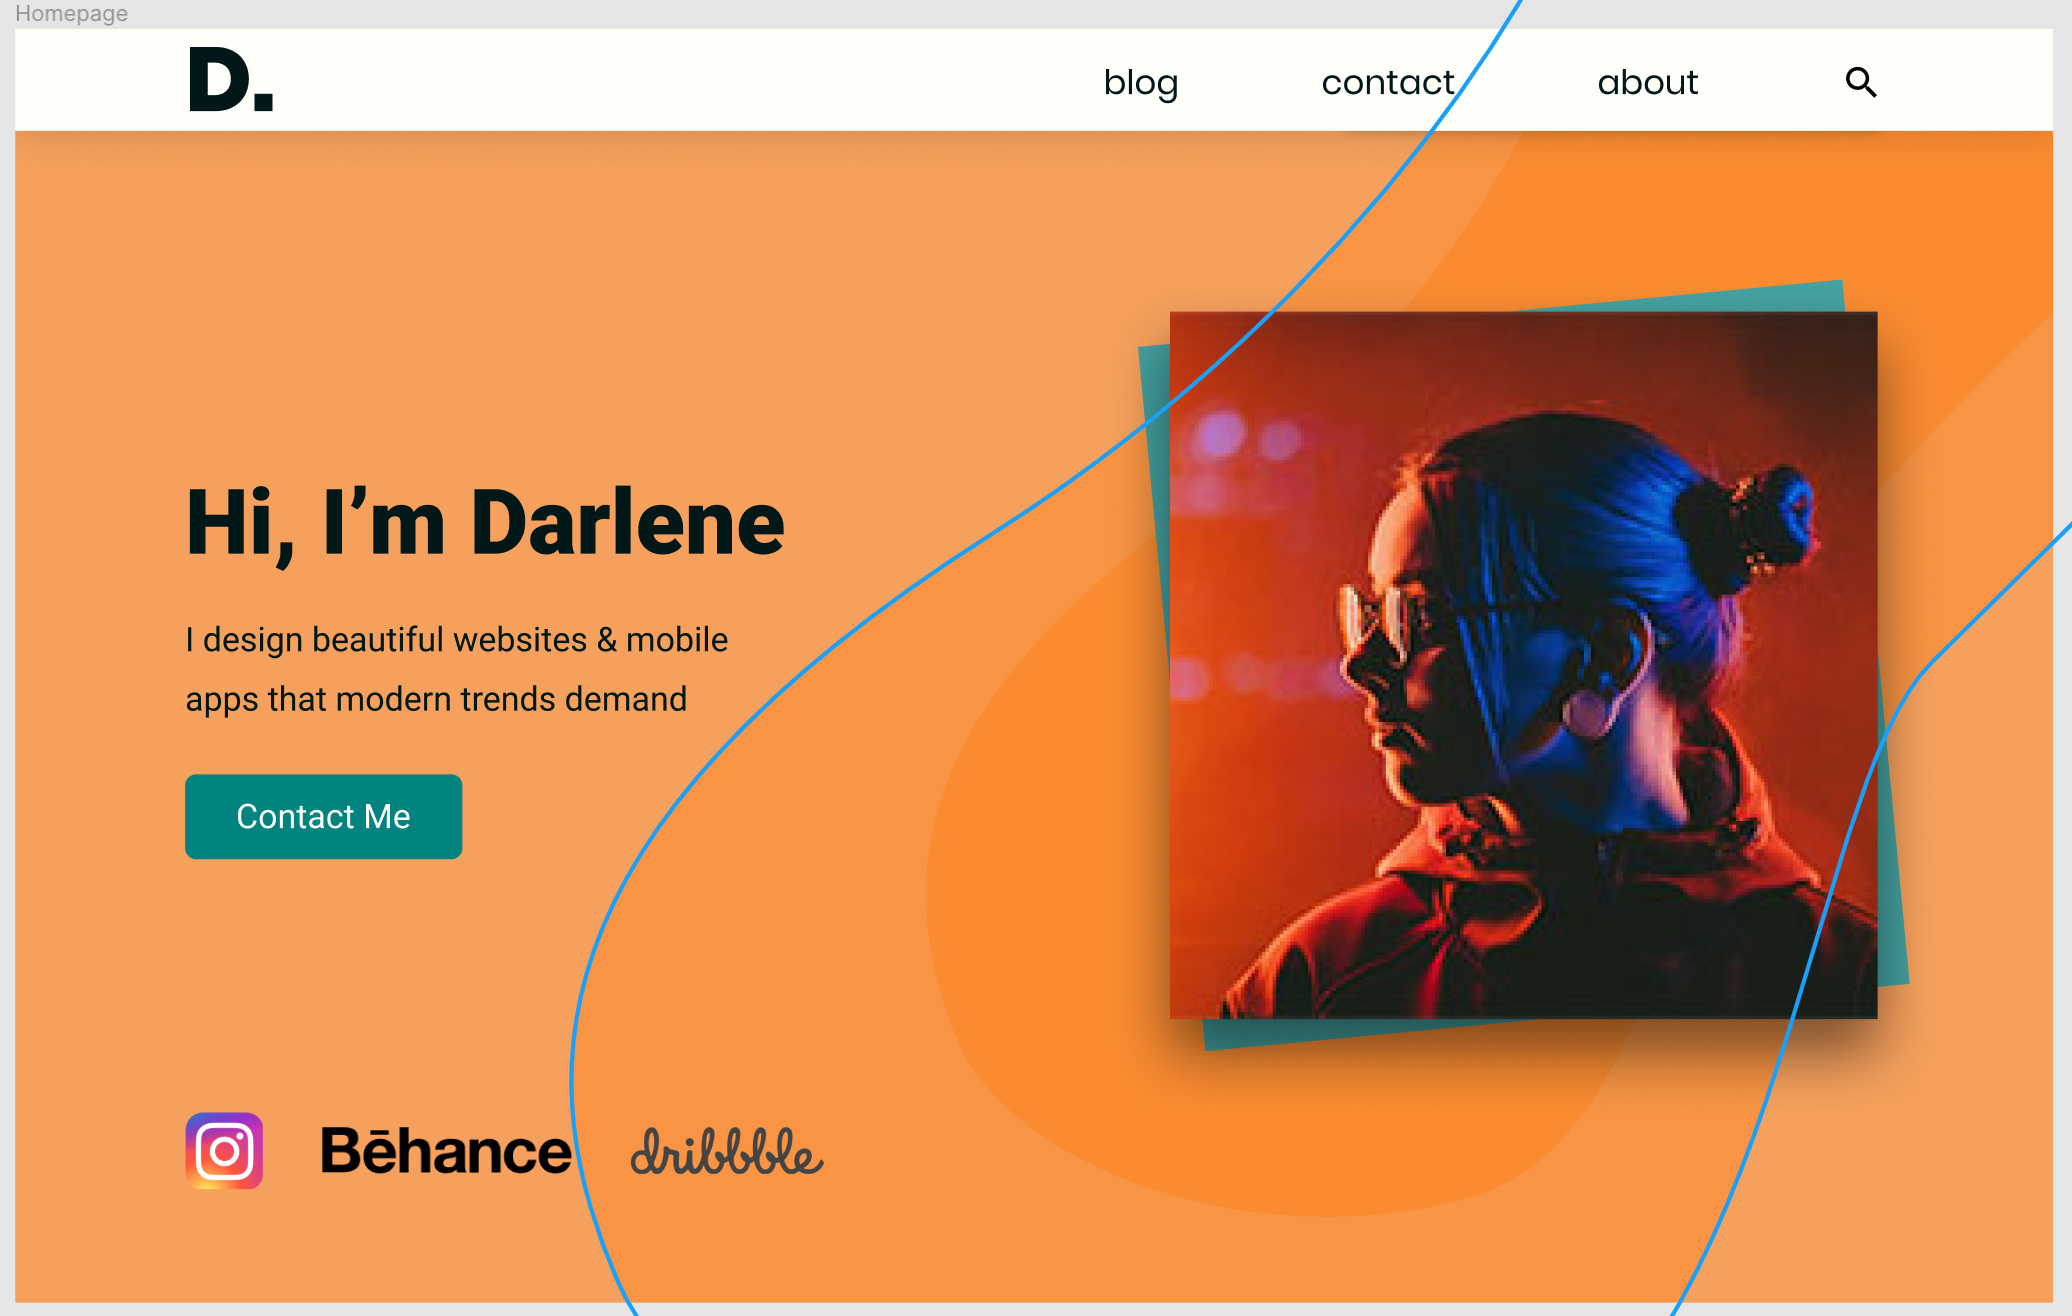 Homepage
D.
blog contact about
Hi, I’m Darlene
I design beautiful websites & mobile
apps that modern trends demand
Contact Me
Bēhance dribbble